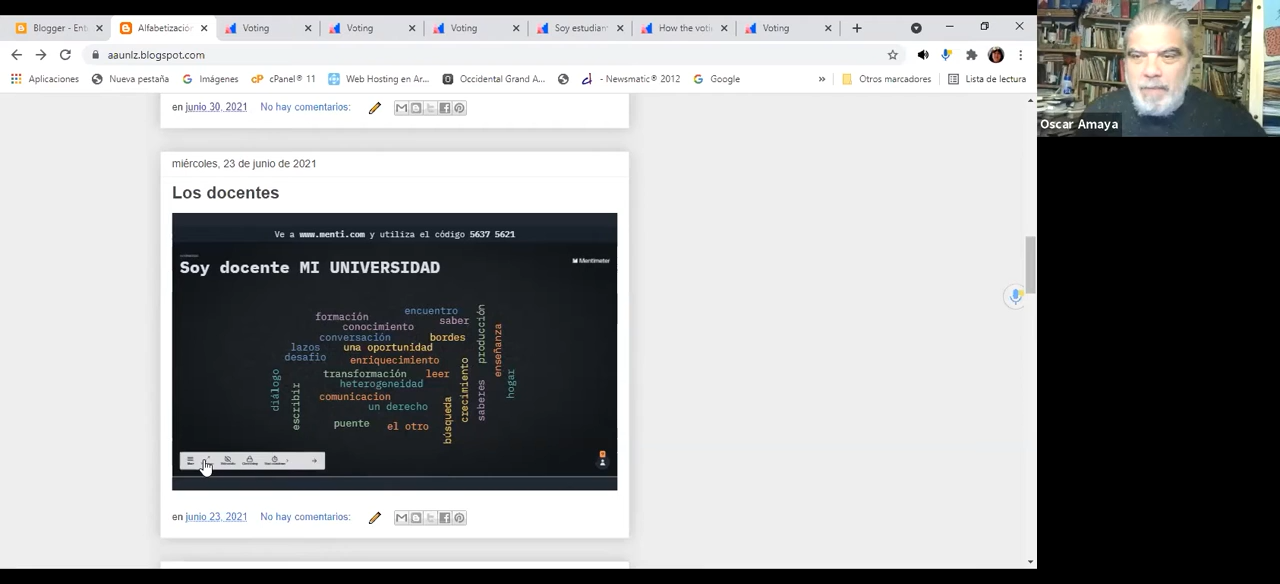 Blogger - Ent
Alfabetización
Voting
Voting
Voting
Soy estudian
How the voti
Voting
aaunlz.blogspot.com
Aplicaciones
Nueva pestaña
Imágenes
cPanel® 11
Web Hosting en Ar...
Occidental Grand A...
- Newsmatic® 2012
Google
»
Otros marcadores
Lista de lectura
Oscar Amaya
en junio 30, 2021 No hay comentarios:
miércoles, 23 de junio de 2021
Los docentes
Ve a www.menti.com y utiliza el código 5637 5621
Soy docente MI UNIVERSIDAD
Mentimeter
encuentro
formación
saber
conocimiento
producción
conversación
bordes
enseñanza
lazos
una oportunidad
desafio
enriquecimiento
transformación
leer
crecimiento
diálogo
heterogeneidad
saberes
hogar
escribir
comunicacion
un derecho
búsqueda
puente
el otro
en junio 23, 2021 No hay comentarios: